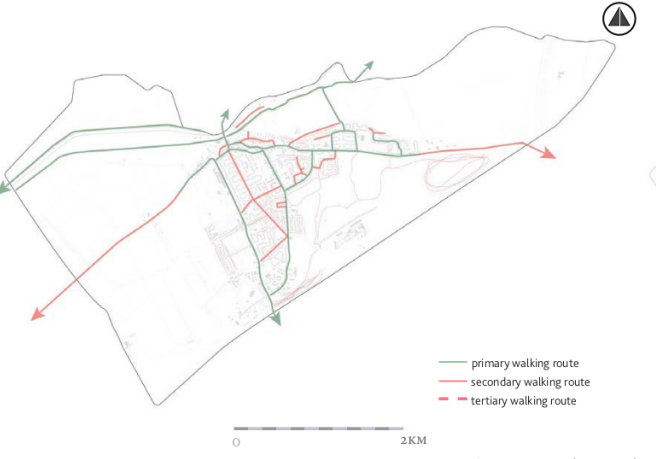 primary walking route
secondary walking route
tertiary walking route
0 2KM